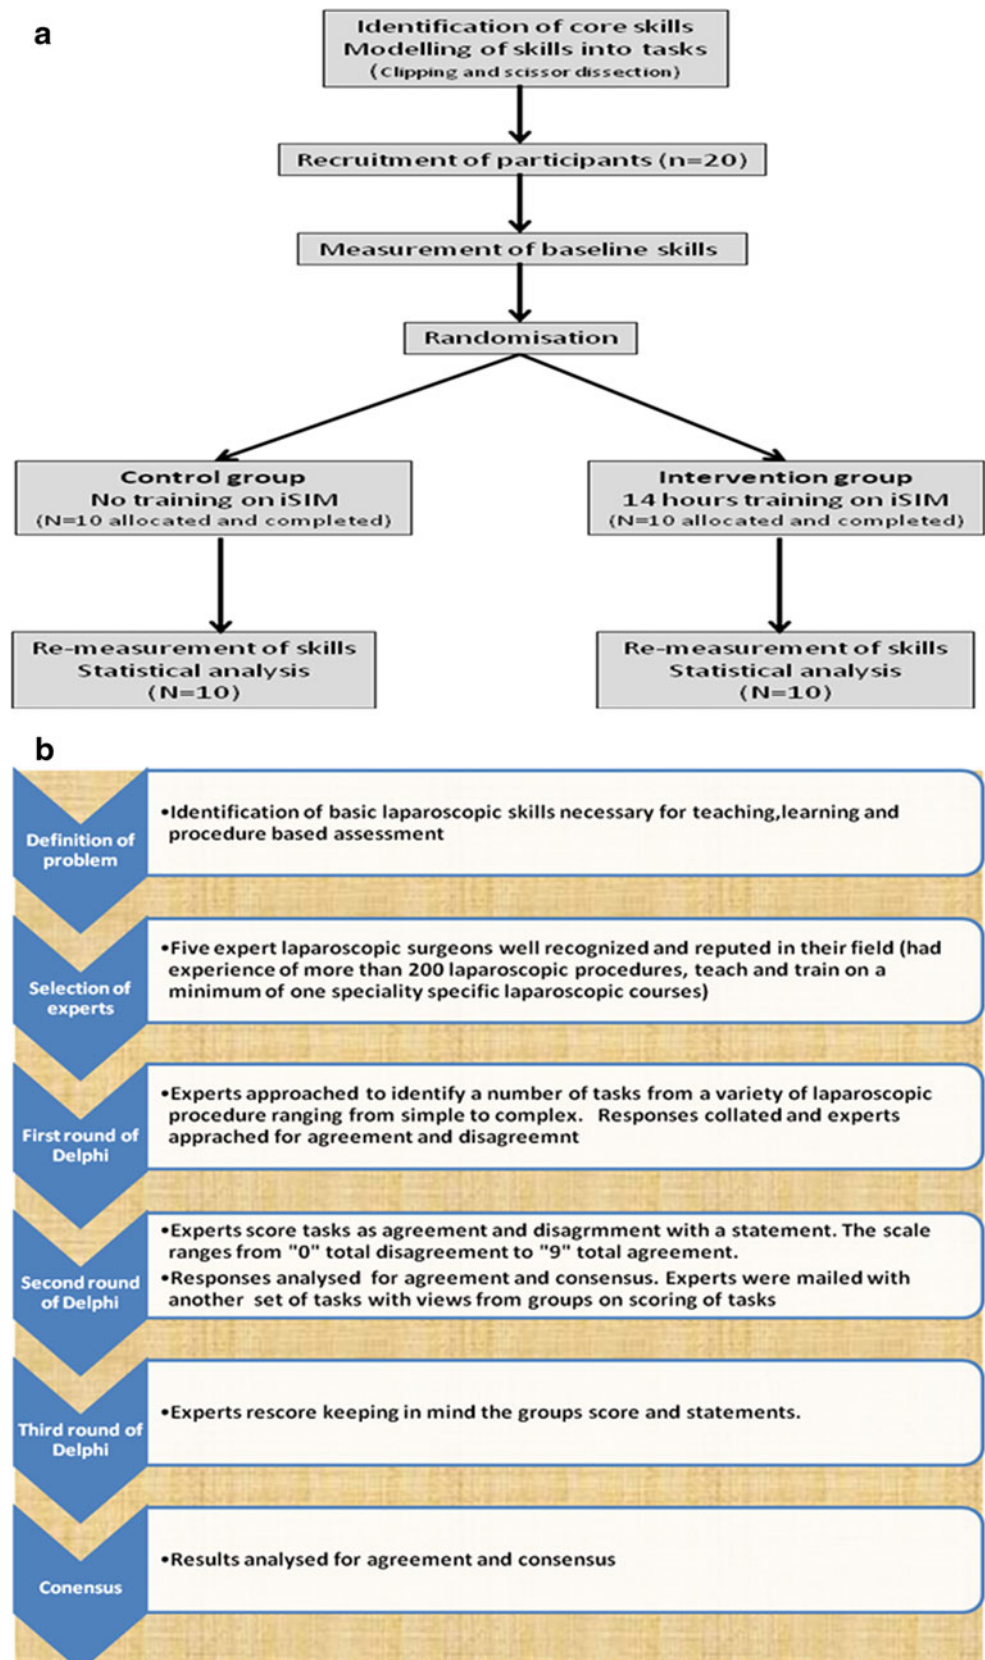 a
Identification of core skills
Modelling of skills into tasks
(Clipping and scissor dissection)
Recruitment of participants (n=20)
Measurement of baseline skills
Randomisation
Control group
No training on iSIM
(N=10 allocated and completed)
Intervention group
14 hours training on iSIM
(N=10 allocated and completed)
Re-measurement of skills
Statistical analysis
(N=10)
Re-measurement of skills
Statistical analysis
(N=10)
b
Definition of
problem
•Identification of basic laparoscopic skills necessary for teaching,learning and
procedure based assessment
Selection of
experts
•Five expert laparoscopic surgeons well recognized and reputed in their field (had
experience of more than 200 laparoscopic procedures, teach and train on a
minimum of one speciality specific laparoscopic courses)
First round of
Delphi
•Experts approached to identify a number of tasks from a variety of laparoscopic
procedure ranging from simple to complex. Responses collated and experts
apprached for agreement and disagreemnt
Second round
of Delphi
•Experts score tasks as agreement and disagrmment with a statement. The scale
ranges from "0" total disagreement to "9" total agreement.
•Responses analysed for agreement and consensus. Experts were mailed with
another set of tasks with views from groups on scoring of tasks
Third round of
Delphi
•Experts rescore keeping in mind the groups score and statements.
Conensus
•Results analysed for agreement and consensus